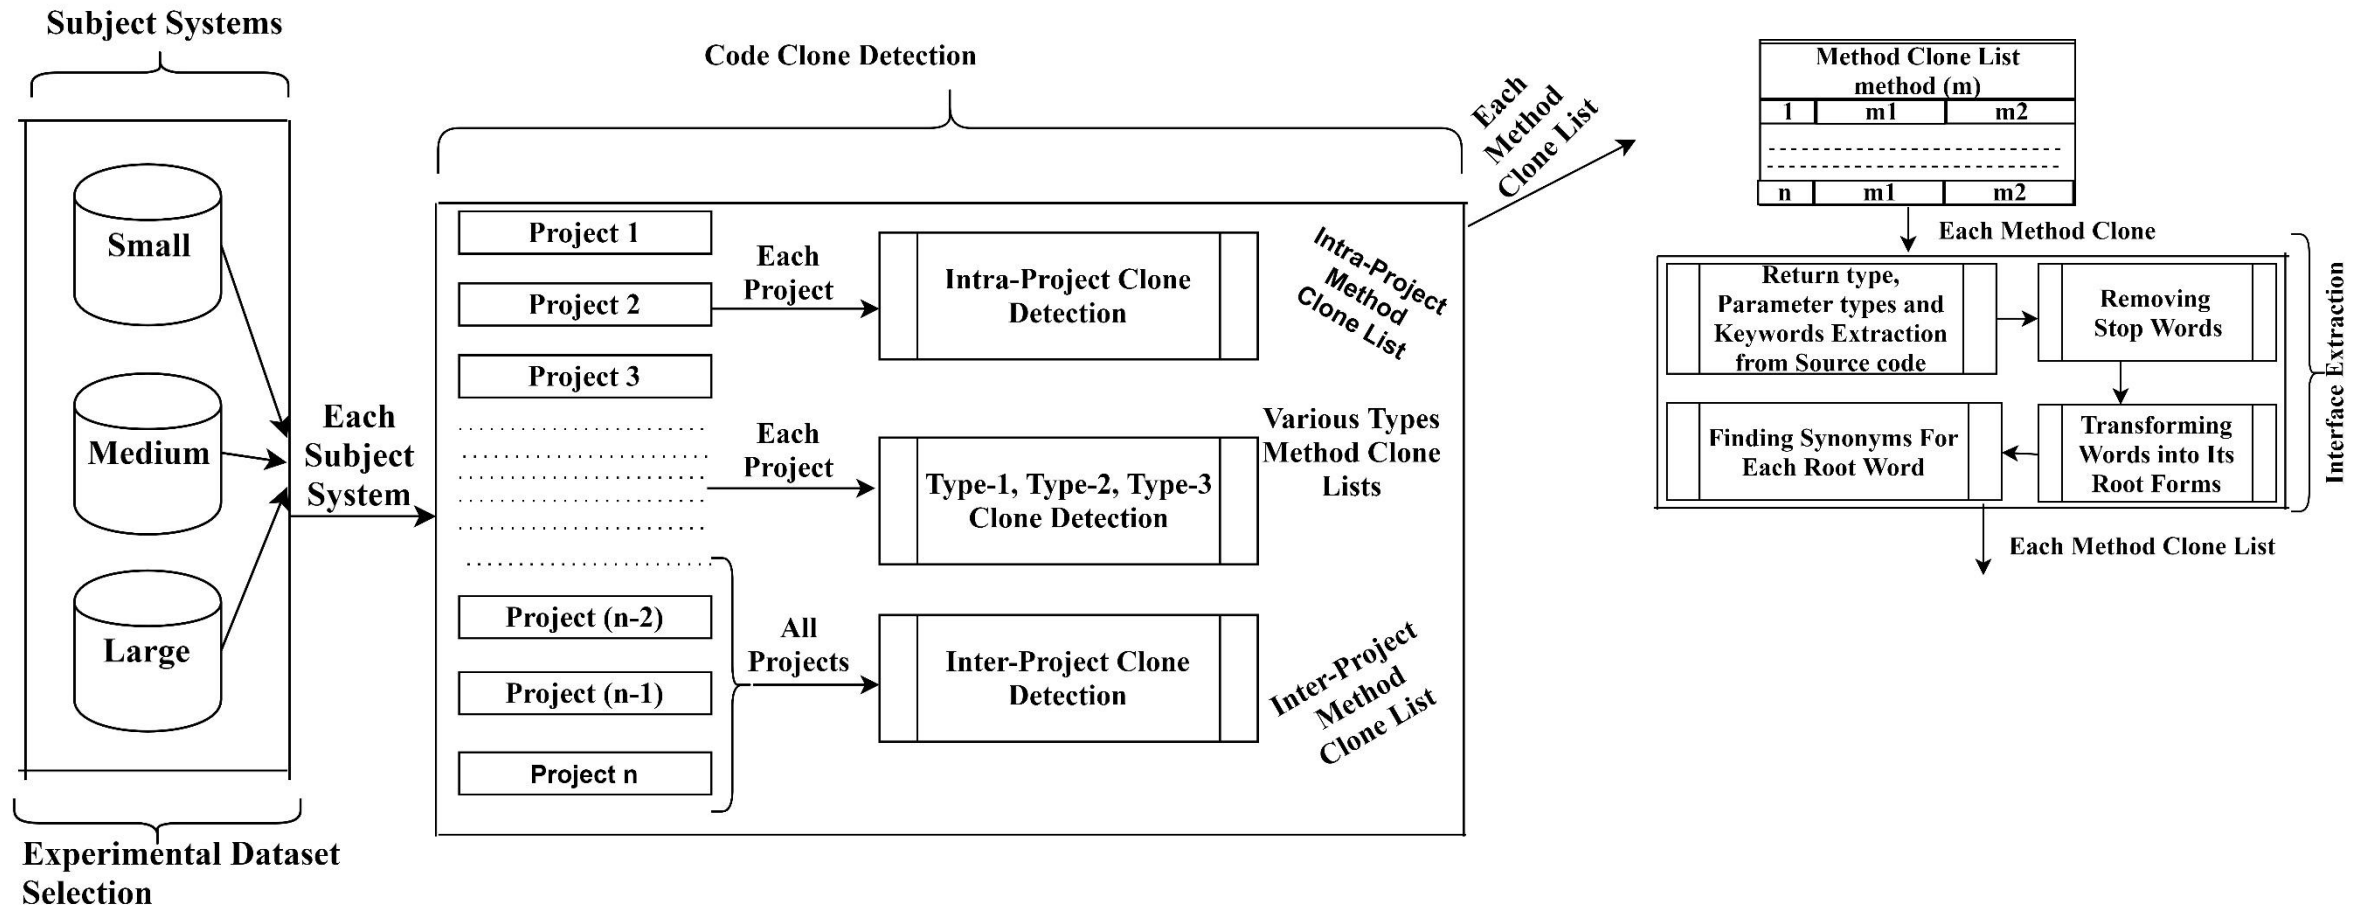 Subject Systems
Small
Medium
Large
Experimental Dataset
Selection
Each
Subject
System
Code Clone Detection
Project 1
Project 2
Project 3
Project (n-2)
Project (n-1)
Project n
Each
Project
Each
Project
All
Projects
Intra-Project Clone
Detection
Type-1, Type-2, Type-3
Clone Detection
Inter-Project Clone
Detection
Intra-Project
Method
Clone List
Various Types
Method Clone
Lists
Inter-Project
Method
Clone List
Each
Method
Clone List
Method Clone List
method (m)
1 m1 m2
n m1 m2
Each Method Clone
Return type,
Parameter types and
Keywords Extraction
from Source code
Removing
Stop Words
Transforming
Words into Its
Root Forms
Finding Synonyms For
Each Root Word
Interface Extraction
Each Method Clone List